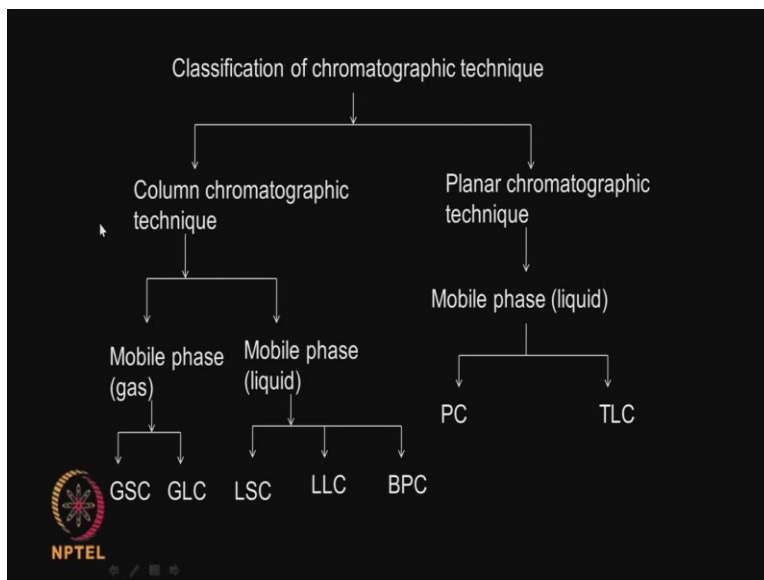 Classification of chromatographic technique
Column chromatographic
technique
Planar chromatographic
technique
Mobile phase (liquid)
Mobile phase
(gas)
Mobile phase
(liquid)
PC
TLC
GSC
GLC
LSC
LLC
BPC
NPTEL